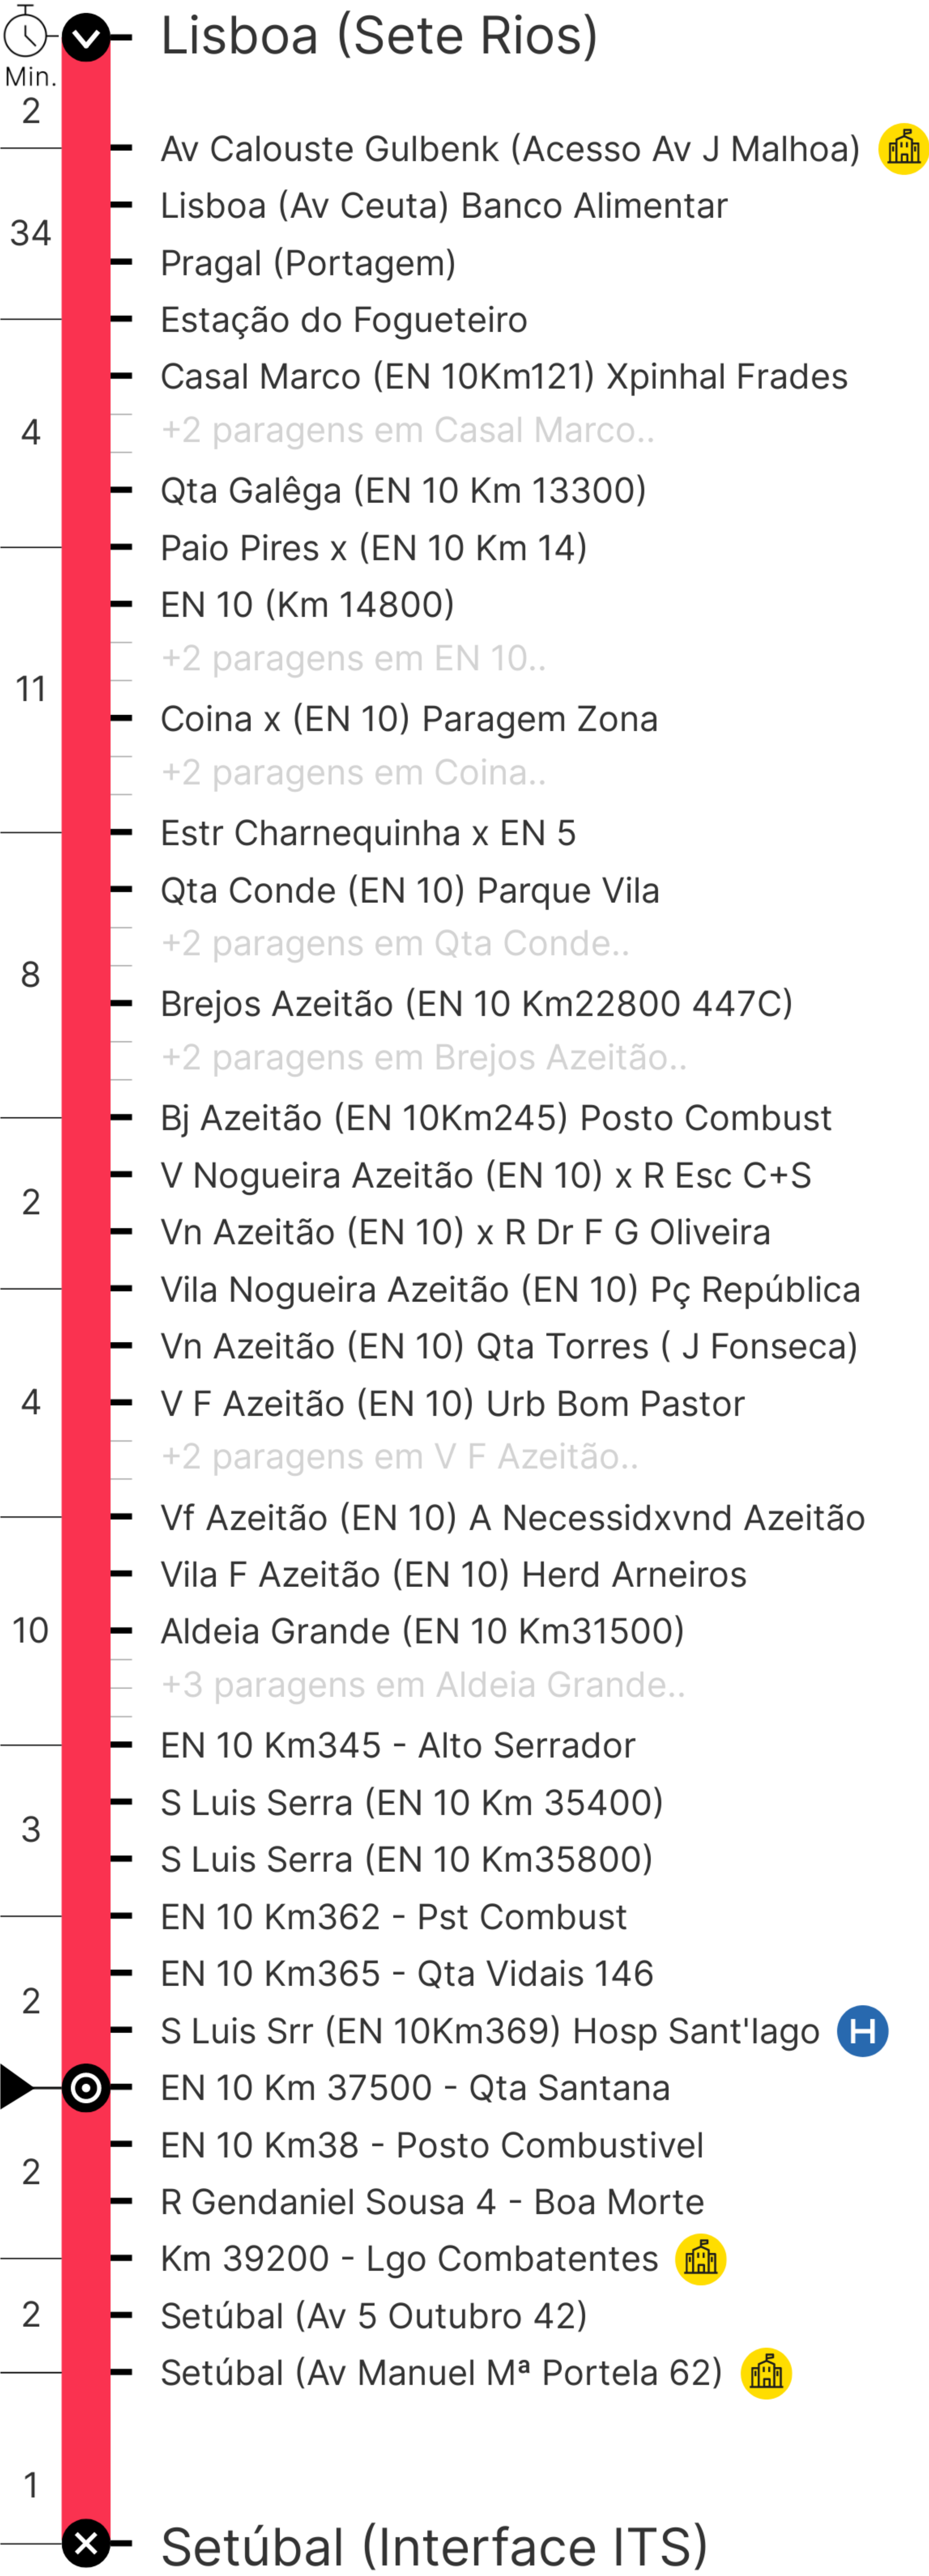 Lisboa (Sete Rios)
Min.
2
Av Calouste Gulbenk (Acesso Av J Malhoa)
Lisboa (Av Ceuta) Banco Alimentar
34
Pragal (Portagem)
Estação do Fogueteiro
Casal Marco (EN 10Km121) Xpinhal Frades
+2 paragens em Casal Marco..
4
Qta Galêga (EN 10 Km 13300)
Paio Pires x (EN 10 Km 14)
EN 10 (Km 14800)
+2 paragens em EN 10..
11
Coina x (EN 10) Paragem Zona
+2 paragens em Coina..
Estr Charnequinha x EN 5
Qta Conde (EN 10) Parque Vila
+2 paragens em Qta Conde..
8
Brejos Azeitão (EN 10 Km22800 447C)
+2 paragens em Brejos Azeitão..
Bj Azeitão (EN 10Km245) Posto Combust
V Nogueira Azeitão (EN 10) x R Esc C+S
2
Vn Azeitão (EN 10) x R Dr F G Oliveira
Vila Nogueira Azeitão (EN 10) Pç República
Vn Azeitão (EN 10) Qta Torres ( J Fonseca)
4
V F Azeitão (EN 10) Urb Bom Pastor
+2 paragens em V F Azeitão..
Vf Azeitão (EN 10) A Necessidxvnd Azeitão
Vila F Azeitão (EN 10) Herd Arneiros
10
Aldeia Grande (EN 10 Km31500)
+3 paragens em Aldeia Grande..
EN 10 Km345 - Alto Serrador
S Luis Serra (EN 10 Km 35400)
3
S Luis Serra (EN 10 Km35800)
EN 10 Km362 - Pst Combust
EN 10 Km365 - Qta Vidais 146
2
S Luis Srr (EN 10Km369) Hosp Sant'Iago H
EN 10 Km 37500 - Qta Santana
EN 10 Km38 - Posto Combustivel
2
R Gendaniel Sousa 4 - Boa Morte
Km 39200 - Lgo Combatentes
2
Setúbal (Av 5 Outubro 42)
Setúbal (Av Manuel Mª Portela 62)
1
Setúbal (Interface ITS)